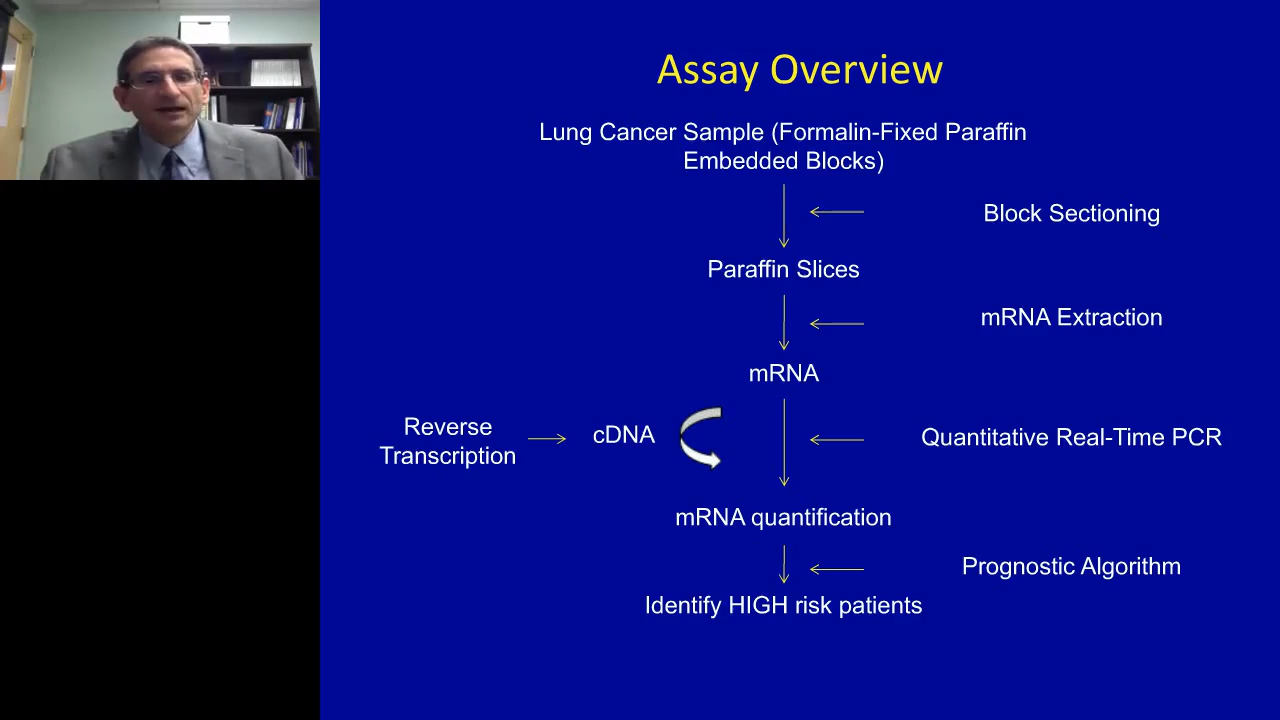 Assay Overview
Lung Cancer Sample (Formalin-Fixed Paraffin
Embedded Blocks)
Block Sectioning
Paraffin Slices
mRNA Extraction
mRNA
Reverse
Transcription
cDNA
Quantitative Real-Time PCR
mRNA quantification
Prognostic Algorithm
Identify HIGH risk patients